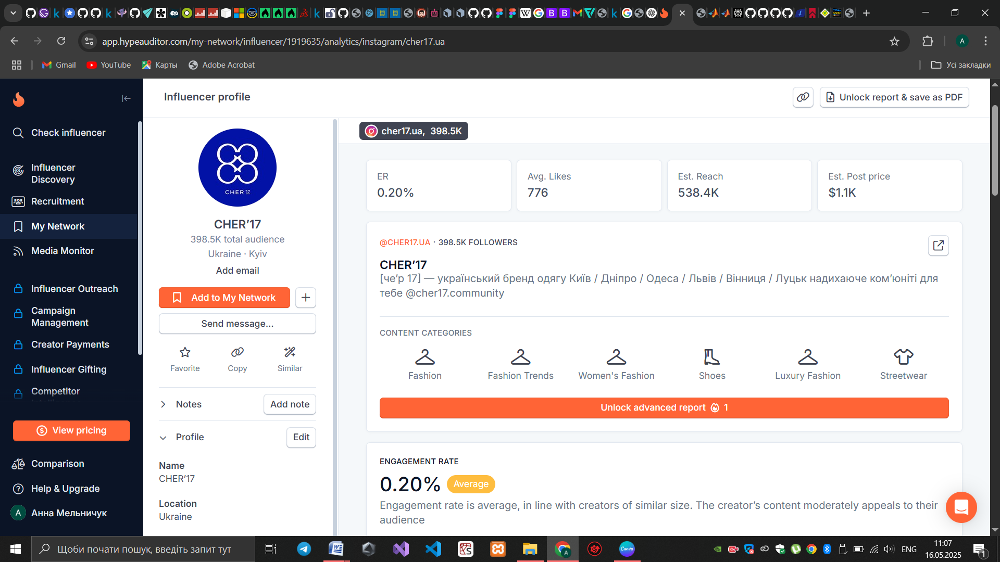 app.hypeauditor.com/my-network/influencer/1919635/analytics/instagram/cher17.ua
A
Gmail
YouTube
Карты
Adobe Acrobat
Усі закладки
Check influencer
Influencer
Discovery
Recruitment
My Network
Media Monitor
Influencer Outreach
Campaign
Management
Creator Payments
Influencer Gifting
Competitor
View pricing
Comparison
Help & Upgrade
A Анна Мельничук
Influencer profile
Unlock report & save as PDF
CHER'17
CHER’17
398.5K total audience
Ukraine · Kyiv
Add email
Add to My Network
Send message...
Favorite
Copy
Similar
Notes
Add note
Profile
Edit
Name
CHER’17
Location
Ukraine
cher17.ua, 398.5K
ER
0.20%
Avg. Likes
776
Est. Reach
538.4K
Est. Post price
$1.1K
@CHER17.UA · 398.5K FOLLOWERS
CHER’17
[че’р 17] — український бренд одягу Київ / Дніпро / Одеса / Львів / Вінниця / Луцьк надихаюче ком’юніті для
тебе @cher17.community
CONTENT CATEGORIES
Fashion
Fashion Trends
Women's Fashion
Shoes
Luxury Fashion
Streetwear
Unlock advanced report 1
ENGAGEMENT RATE
0.20% Average
Engagement rate is average, in line with creators of similar size. The creator’s content moderately appeals to their
audience
Щоби почати пошук, введіть запит тут
Canva
ENG
11:07
16.05.2025
1